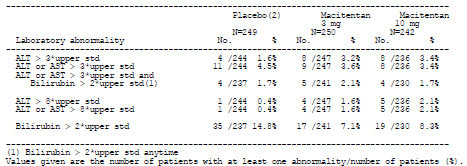 Placebo(2) Macitentan Macitentan
3 mg 10 mg
N=249 N=250 N=242
Laboratory abnormality No. % No. % No. %
ALT > 3*upper std 4 /244 1.6% 8 /247 3.2% 8 /236 3.4%
ALT or AST > 3*upper std 11 /244 4.5% 9 /247 3.6% 8 /236 3.4%
ALT or AST > 3*upper std and
Bilirubin > 2*upper std(1) 4 /237 1.7% 5 /241 2.1% 4 /230 1.7%
ALT > 8*upper std 1 /244 0.4% 4 /247 1.6% 5 /236 2.1%
ALT or AST > 8*upper std 1 /244 0.4% 4 /247 1.6% 5 /236 2.1%
Bilirubin > 2*upper std 35 /237 14.8% 17 /241 7.1% 19 /230 8.3%
(1) Bilirubin > 2*upper std anytime
Values given are the number of patients with at least one abnormality/number of patients (%).